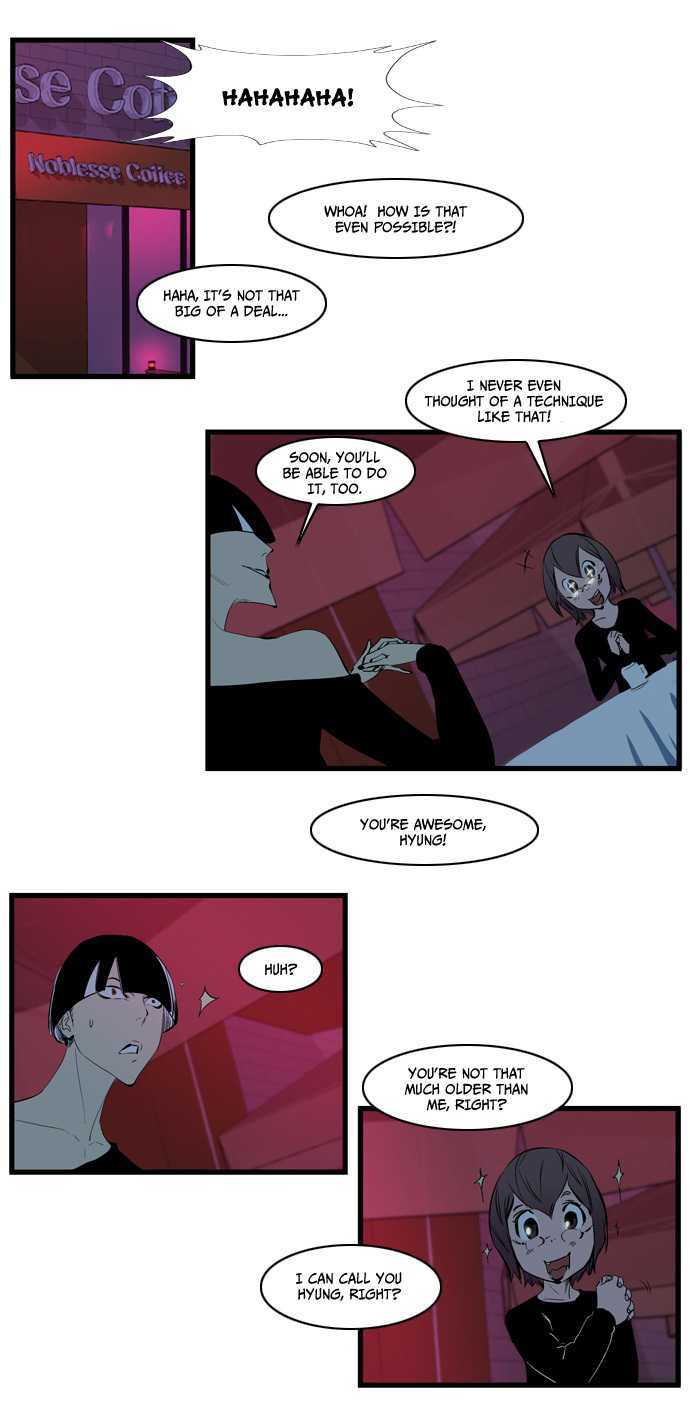 HAHAHAHA!
se Cof
Noblesse Coffee
WHOA! HOW IS THAT
EVEN POSSIBLE?!
HAHA, IT'S NOT THAT
BIG OF A DEAL...
I NEVER EVEN
THOUGHT OF A TECHNIQUE
LIKE THAT!
SOON, YOU'LL
BE ABLE TO DO
IT, TOO.
YOU'RE AWESOME,
HYUNG!
HUH?
YOU'RE NOT THAT
MUCH OLDER THAN
ME, RIGHT?
I CAN CALL YOU
HYUNG, RIGHT?